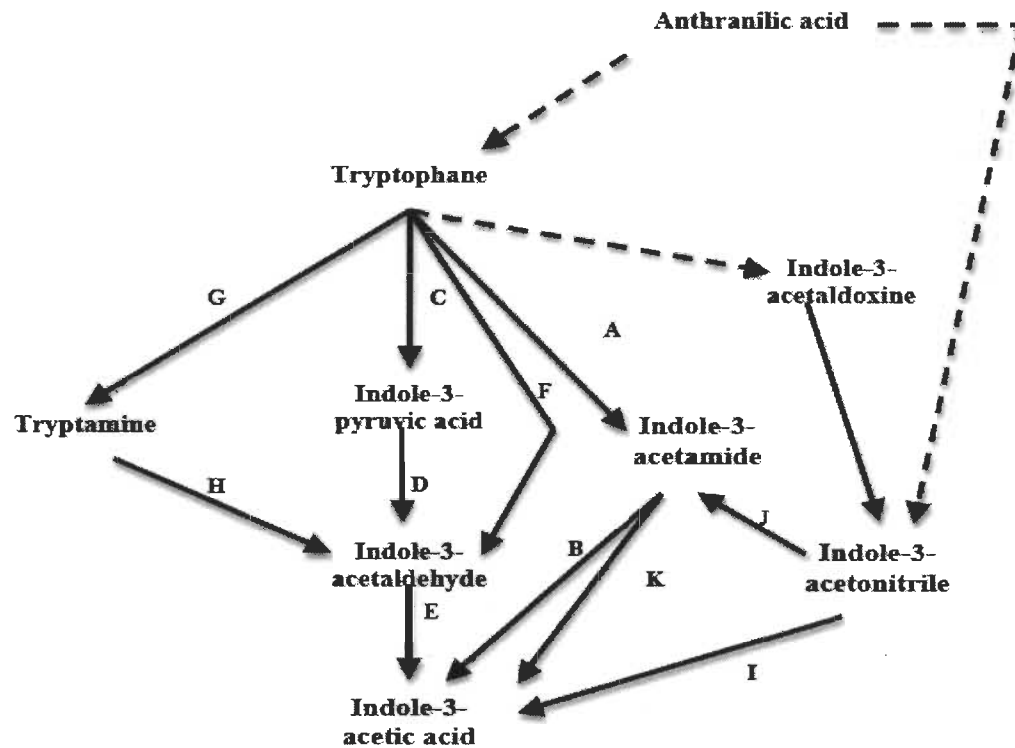 Anthranilic acid
Tryptophane
Indole-3-
acetaldoxine
G
C
A
F
Indole-3-
pyruvic acid
Tryptamine
Indole-3-
acetamide
H
D
J
B
K
Indole-3-
acetaldehyde
Indole-3-
acetonitrile
E
I
Indole-3-
acetic acid